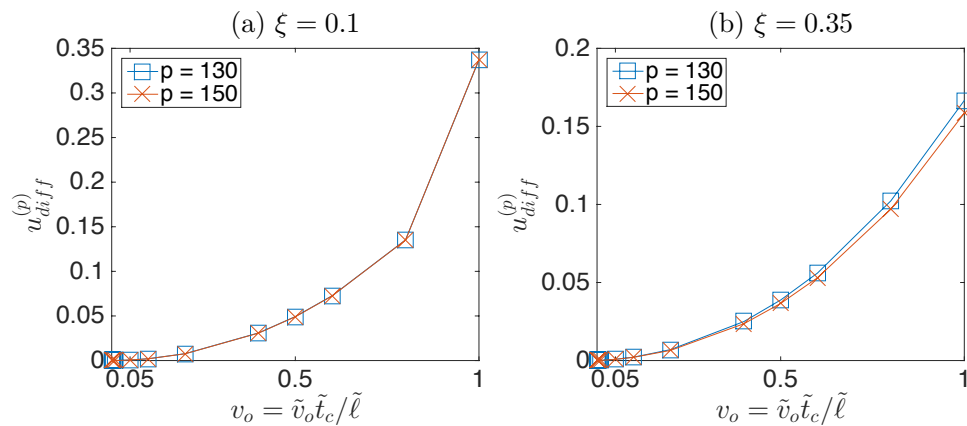 (a) ξ = 0.1
0.35
0.3
0.25
0.2
0.15
0.1
0.05
0
p = 130
p = 150
u_{diff}^{(p)}
0.05
0.5
1
v_o = ṽ_o t̃_c/ℓ̃
(b) ξ = 0.35
0.2
0.15
0.1
0.05
0
p = 130
p = 150
u_{diff}^{(p)}
0.05
0.5
1
v_o = ṽ_o t̃_c/ℓ̃